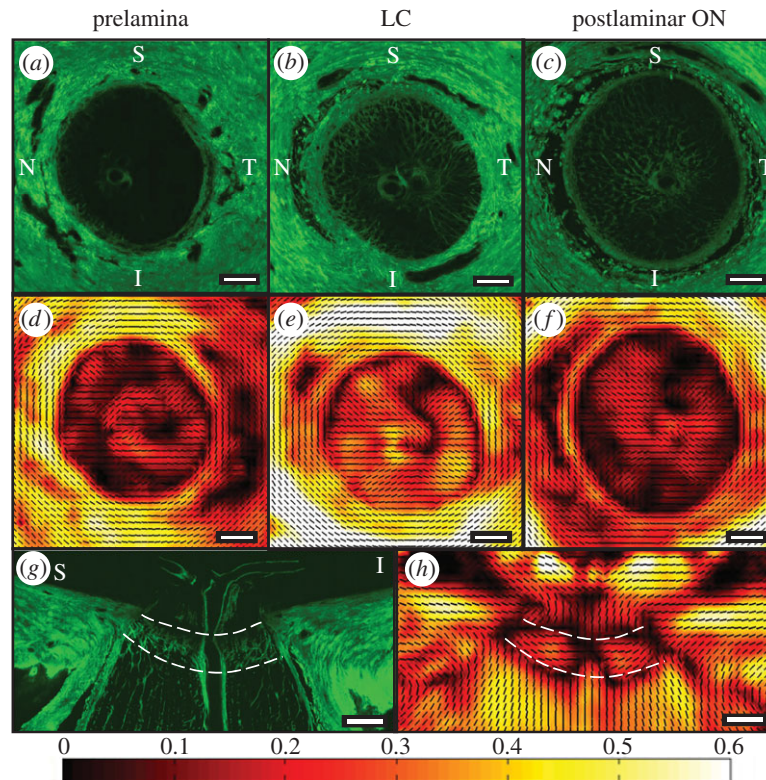 prelamina LC postlaminar ON
(a) (b) (c)
S S S
N T N T
I I I
(d) (e) (f)
(g) S I (h)
0 0.1 0.2 0.3 0.4 0.5 0.6